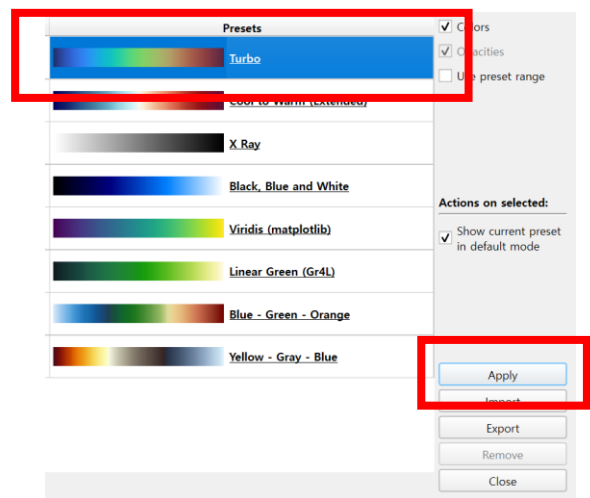 Presets
Turbo
Cool to Warm (Extended)
X Ray
Black, Blue and White
Viridis (matplotlib)
Linear Green (Gr4L)
Blue - Green - Orange
Yellow - Gray - Blue
Colors
Opacities
Use preset range
Actions on selected:
Show current preset
in default mode
Apply
Import
Export
Remove
Close